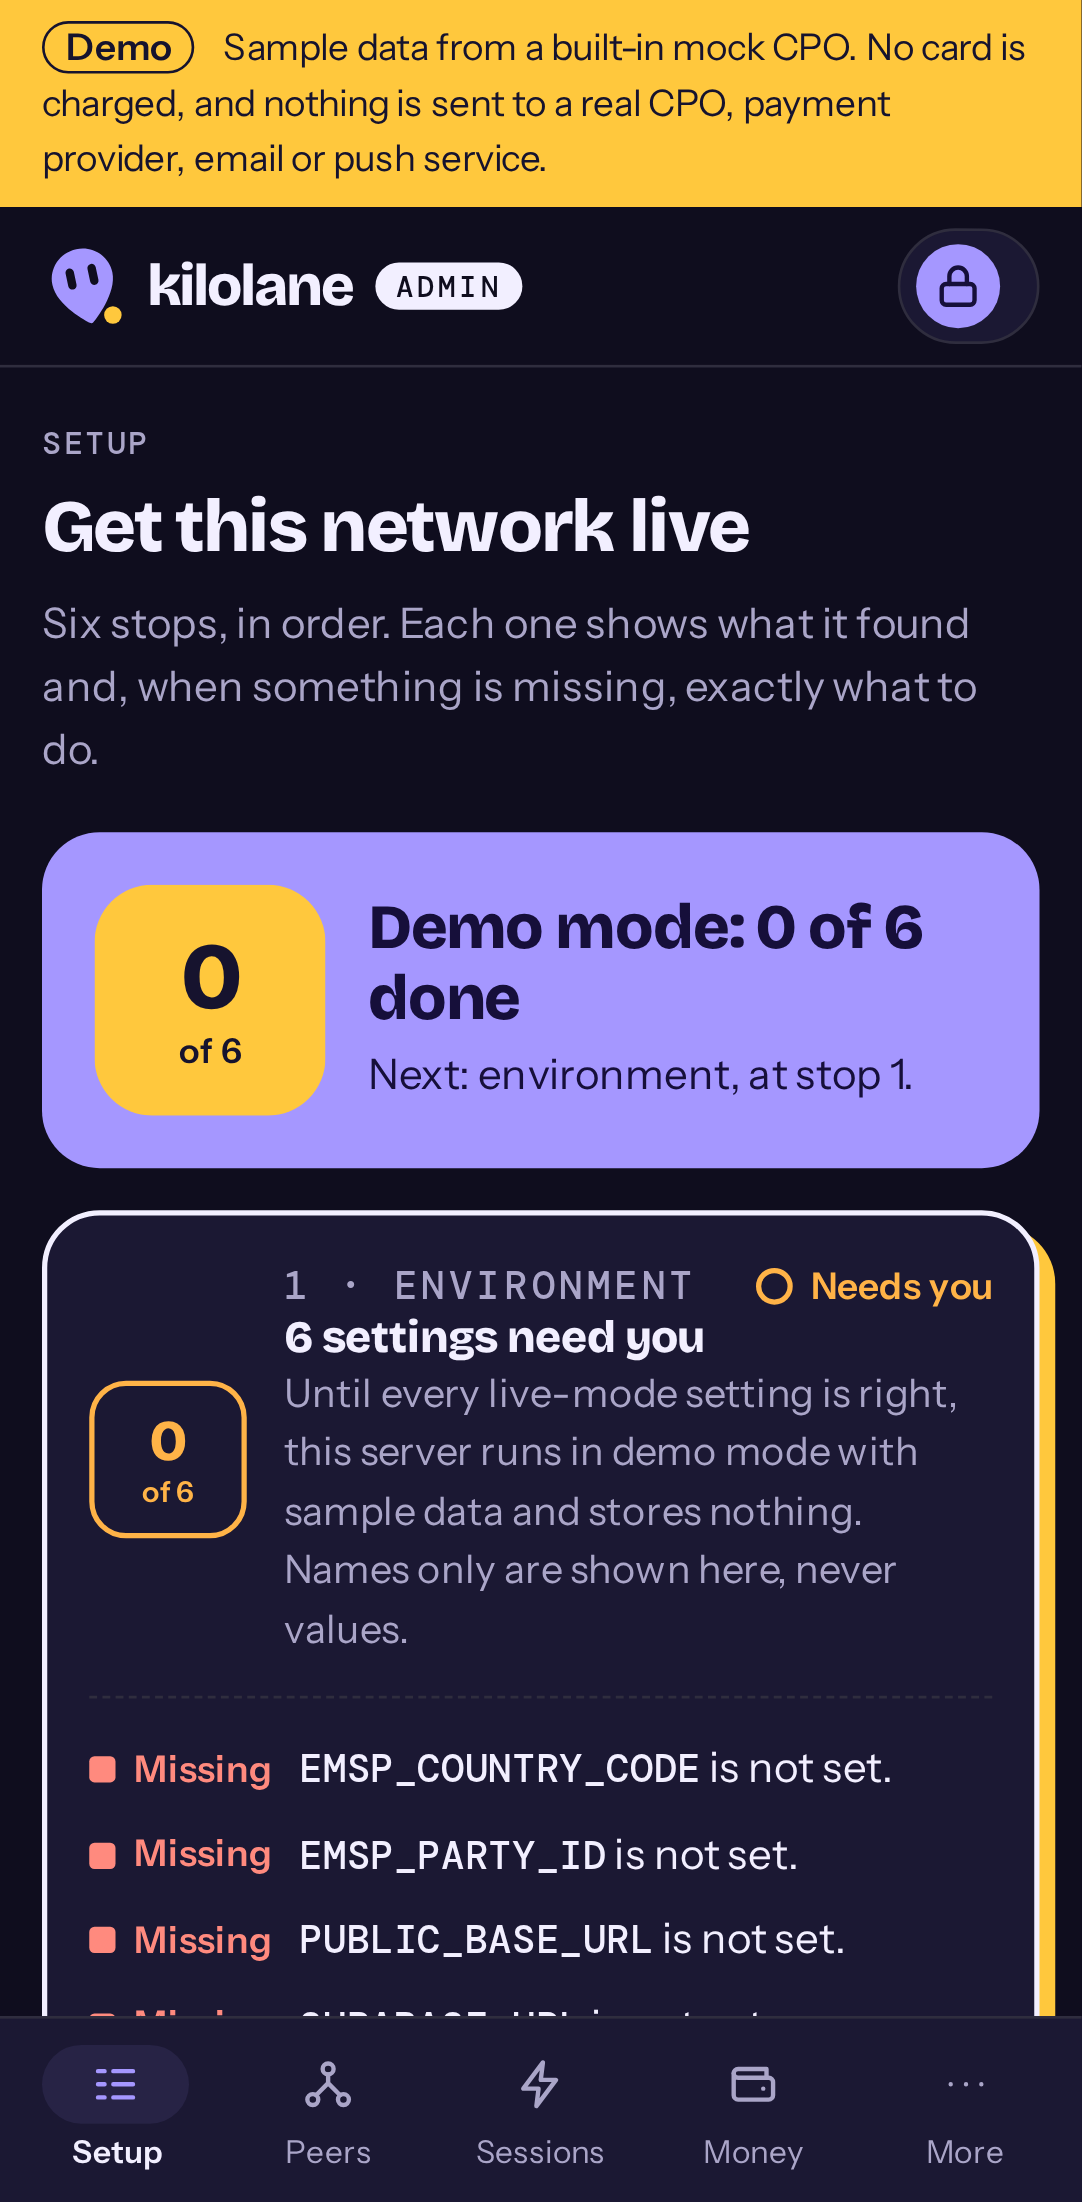 Demo Sample data from a built-in mock CPO. No card is
charged, and nothing is sent to a real CPO, payment
provider, email or push service.
kilolane ADMIN
SETUP
Get this network live
Six stops, in order. Each one shows what it found
and, when something is missing, exactly what to
do.
0
of 6
Demo mode: 0 of 6
done
Next: environment, at stop 1.
1 · ENVIRONMENT
Needs you
6 settings need you
0
of 6
Until every live-mode setting is right,
this server runs in demo mode with
sample data and stores nothing.
Names only are shown here, never
values.
Missing EMSP_COUNTRY_CODE is not set.
Missing EMSP_PARTY_ID is not set.
Missing PUBLIC_BASE_URL is not set.
Setup
Peers
Sessions
Money
More